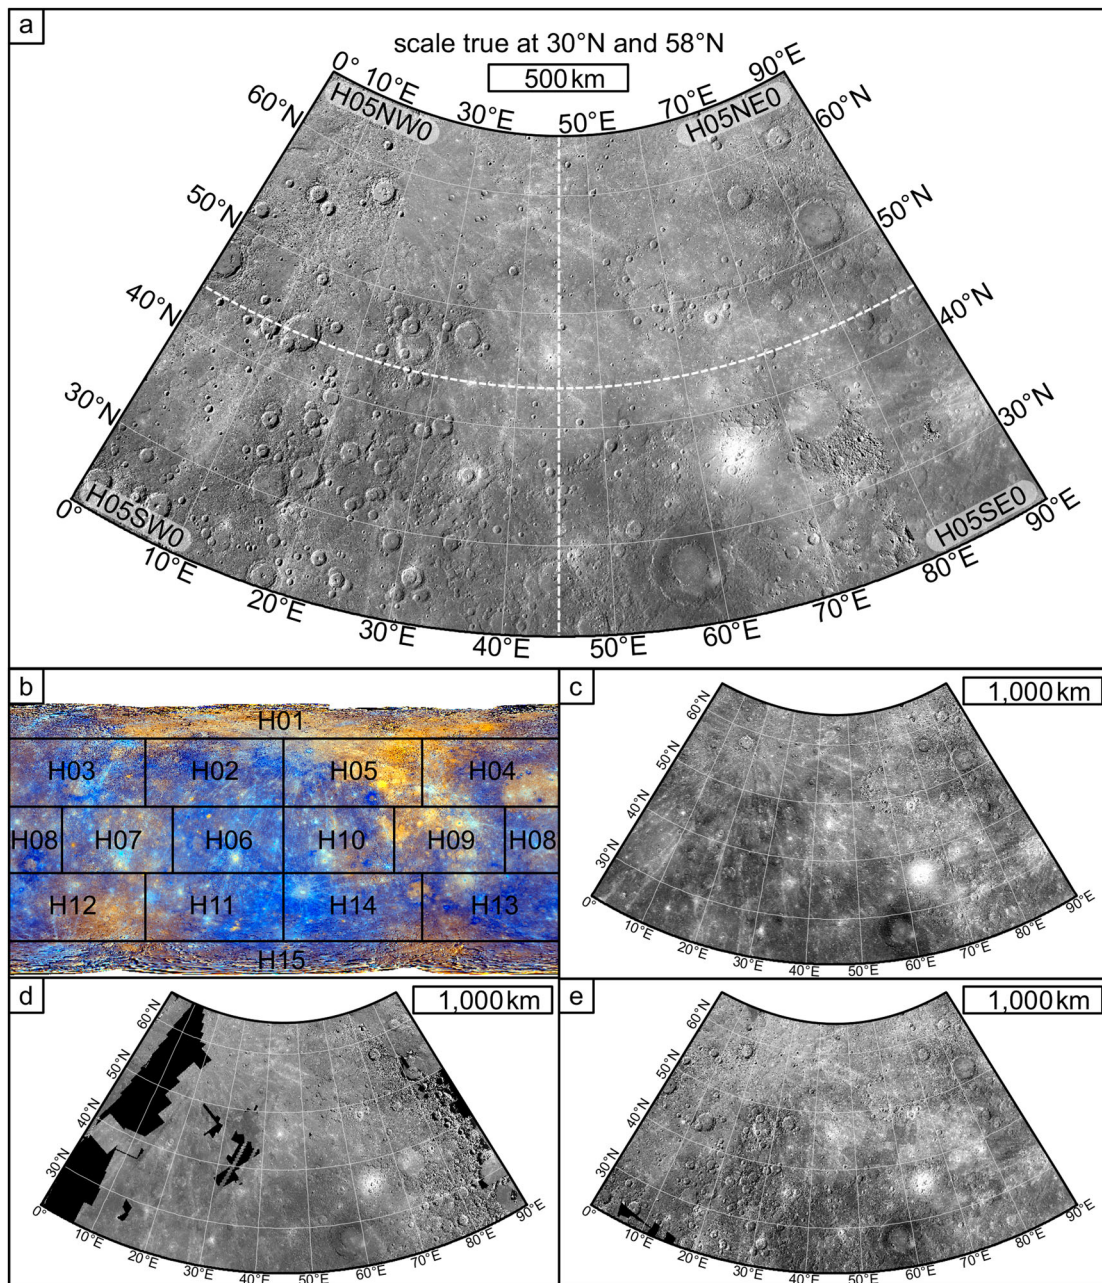 a
scale true at 30°N and 58°N
500 km
0° 10°E 30°E 50°E 70°E 90°E
H05NW0 H05NE0
60°N 60°N
50°N 50°N
40°N 40°N
30°N 30°N
H05SW0 H05SE0
0° 10°E 20°E 30°E 40°E 50°E 60°E 70°E 80°E 90°E
b
H01
H03 H02 H05 H04
H08 H07 H06 H10 H09 H08
H12 H11 H14 H13
H15
c
1,000 km
60°N
50°N
40°N
30°N
0° 10°E 20°E 30°E 40°E 50°E 60°E 70°E 80°E 90°E
d
1,000 km
60°N
50°N
40°N
30°N
0° 10°E 20°E 30°E 40°E 50°E 60°E 70°E 80°E 90°E
e
1,000 km
60°N
50°N
40°N
30°N
0° 10°E 20°E 30°E 40°E 50°E 60°E 70°E 80°E 90°E